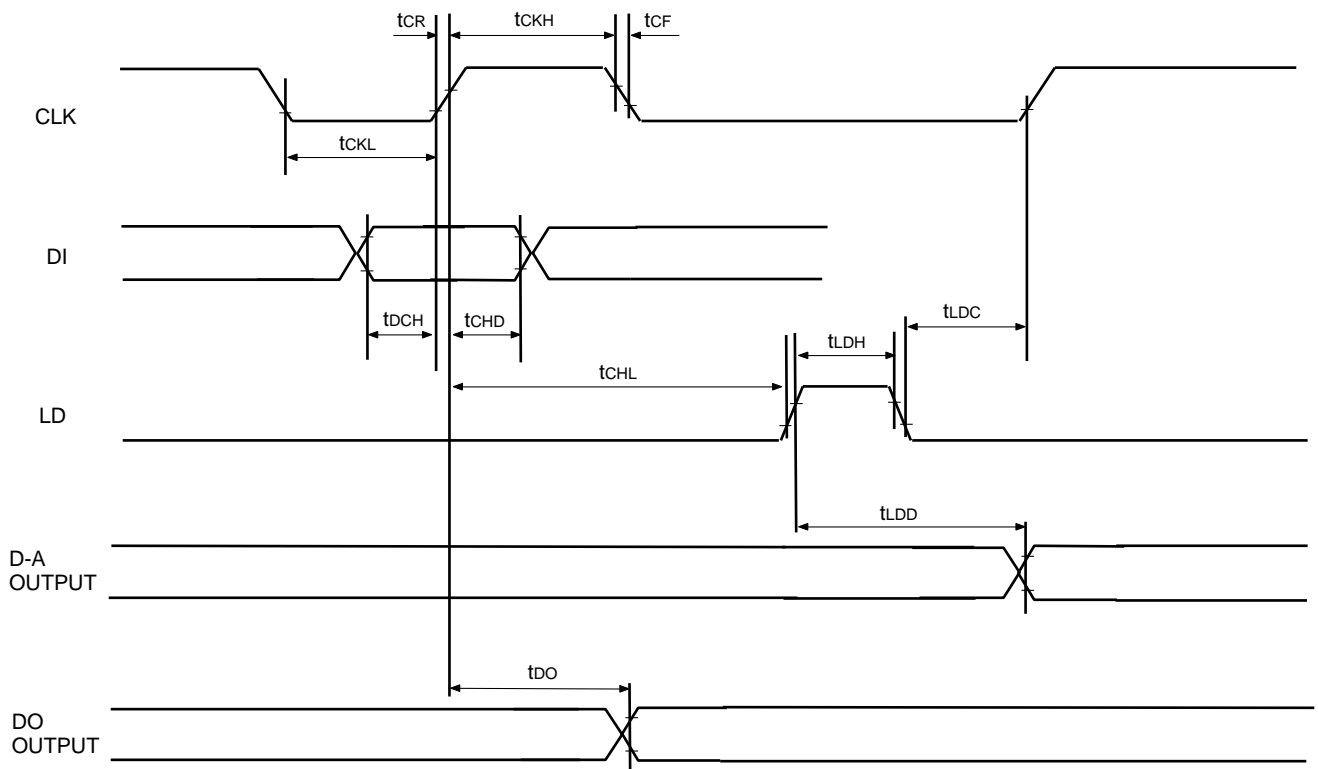 tCR
tCKH
tCF
CLK
tCKL
DI
tDCH
tCHD
tLDC
tLDH
tCHL
LD
tLDD
D-A
OUTPUT
tDO
DO
OUTPUT